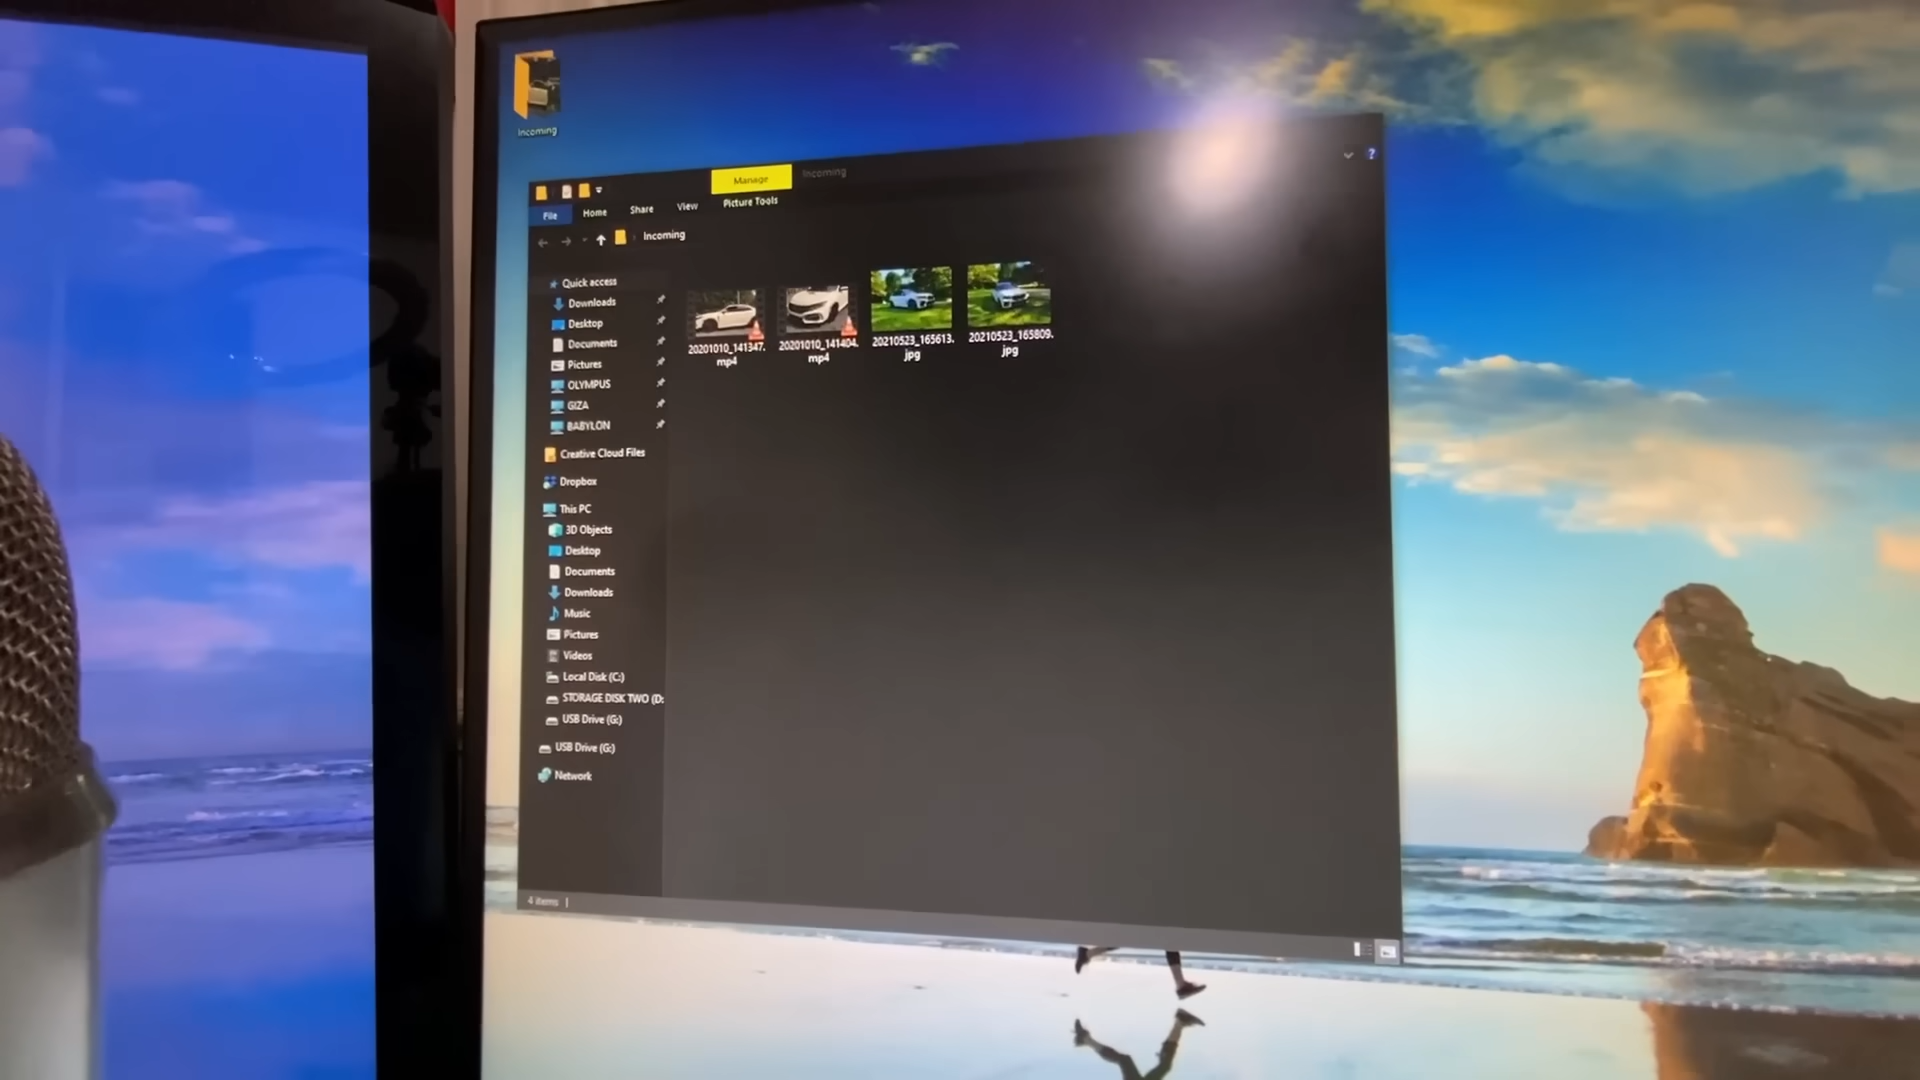 Incoming
Manage
Incoming
File
Home
Share
View
Picture Tools
Incoming
Quick access
Downloads
Desktop
Documents
Pictures
OLYMPUS
GIZA
BABYLON
Creative Cloud Files
Dropbox
This PC
3D Objects
Desktop
Documents
Downloads
Music
Pictures
Videos
Local Disk (C:)
STORAGE DISK TWO (D:
USB Drive (G:)
USB Drive (G:)
Network
20201010_141347.
mp4
20201010_141404.
mp4
20210523_165613.
jpg
20210523_165809.
jpg
4 items